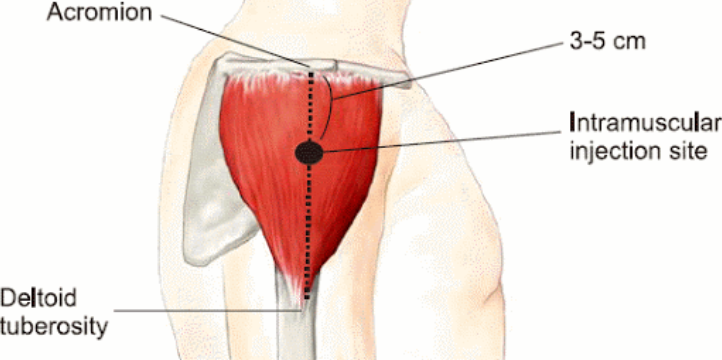 Acromion
3-5 cm
Intramuscular
injection site
Deltoid
tuberosity